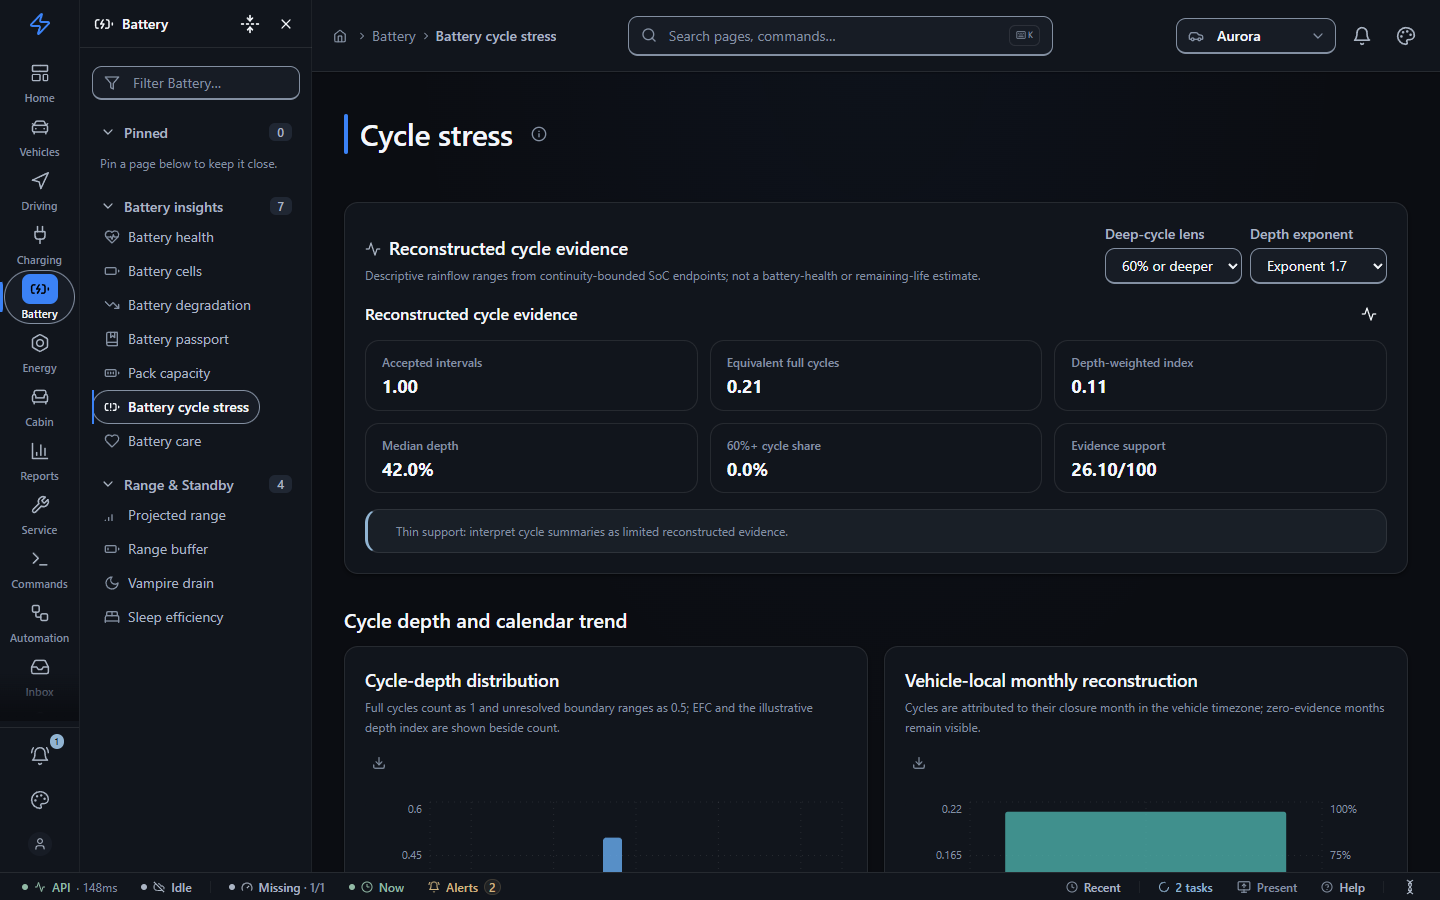 Battery
Battery
Battery cycle stress
Search pages, commands...
K
Aurora
Home
Vehicles
Driving
Charging
Battery
Energy
Cabin
Reports
Service
Commands
Automation
Inbox
1
Filter Battery...
Pinned
0
Pin a page below to keep it close.
Battery insights
7
Battery health
Battery cells
Battery degradation
Battery passport
Pack capacity
Battery cycle stress
Battery care
Range & Standby
4
Projected range
Range buffer
Vampire drain
Sleep efficiency
Cycle stress
Reconstructed cycle evidence
Descriptive rainflow ranges from continuity-bounded SoC endpoints; not a battery-health or remaining-life estimate.
Deep-cycle lens
60% or deeper
Depth exponent
Exponent 1.7
Reconstructed cycle evidence
Accepted intervals
1.00
Equivalent full cycles
0.21
Depth-weighted index
0.11
Median depth
42.0%
60%+ cycle share
0.0%
Evidence support
26.10/100
Thin support: interpret cycle summaries as limited reconstructed evidence.
Cycle depth and calendar trend
Cycle-depth distribution
Full cycles count as 1 and unresolved boundary ranges as 0.5; EFC and the illustrative
depth index are shown beside count.
0.6
0.45
Vehicle-local monthly reconstruction
Cycles are attributed to their closure month in the vehicle timezone; zero-evidence months
remain visible.
0.22
0.165
100%
75%
API · 148ms
Idle
Missing · 1/1
Now
Alerts 2
Recent
2 tasks
Present
Help